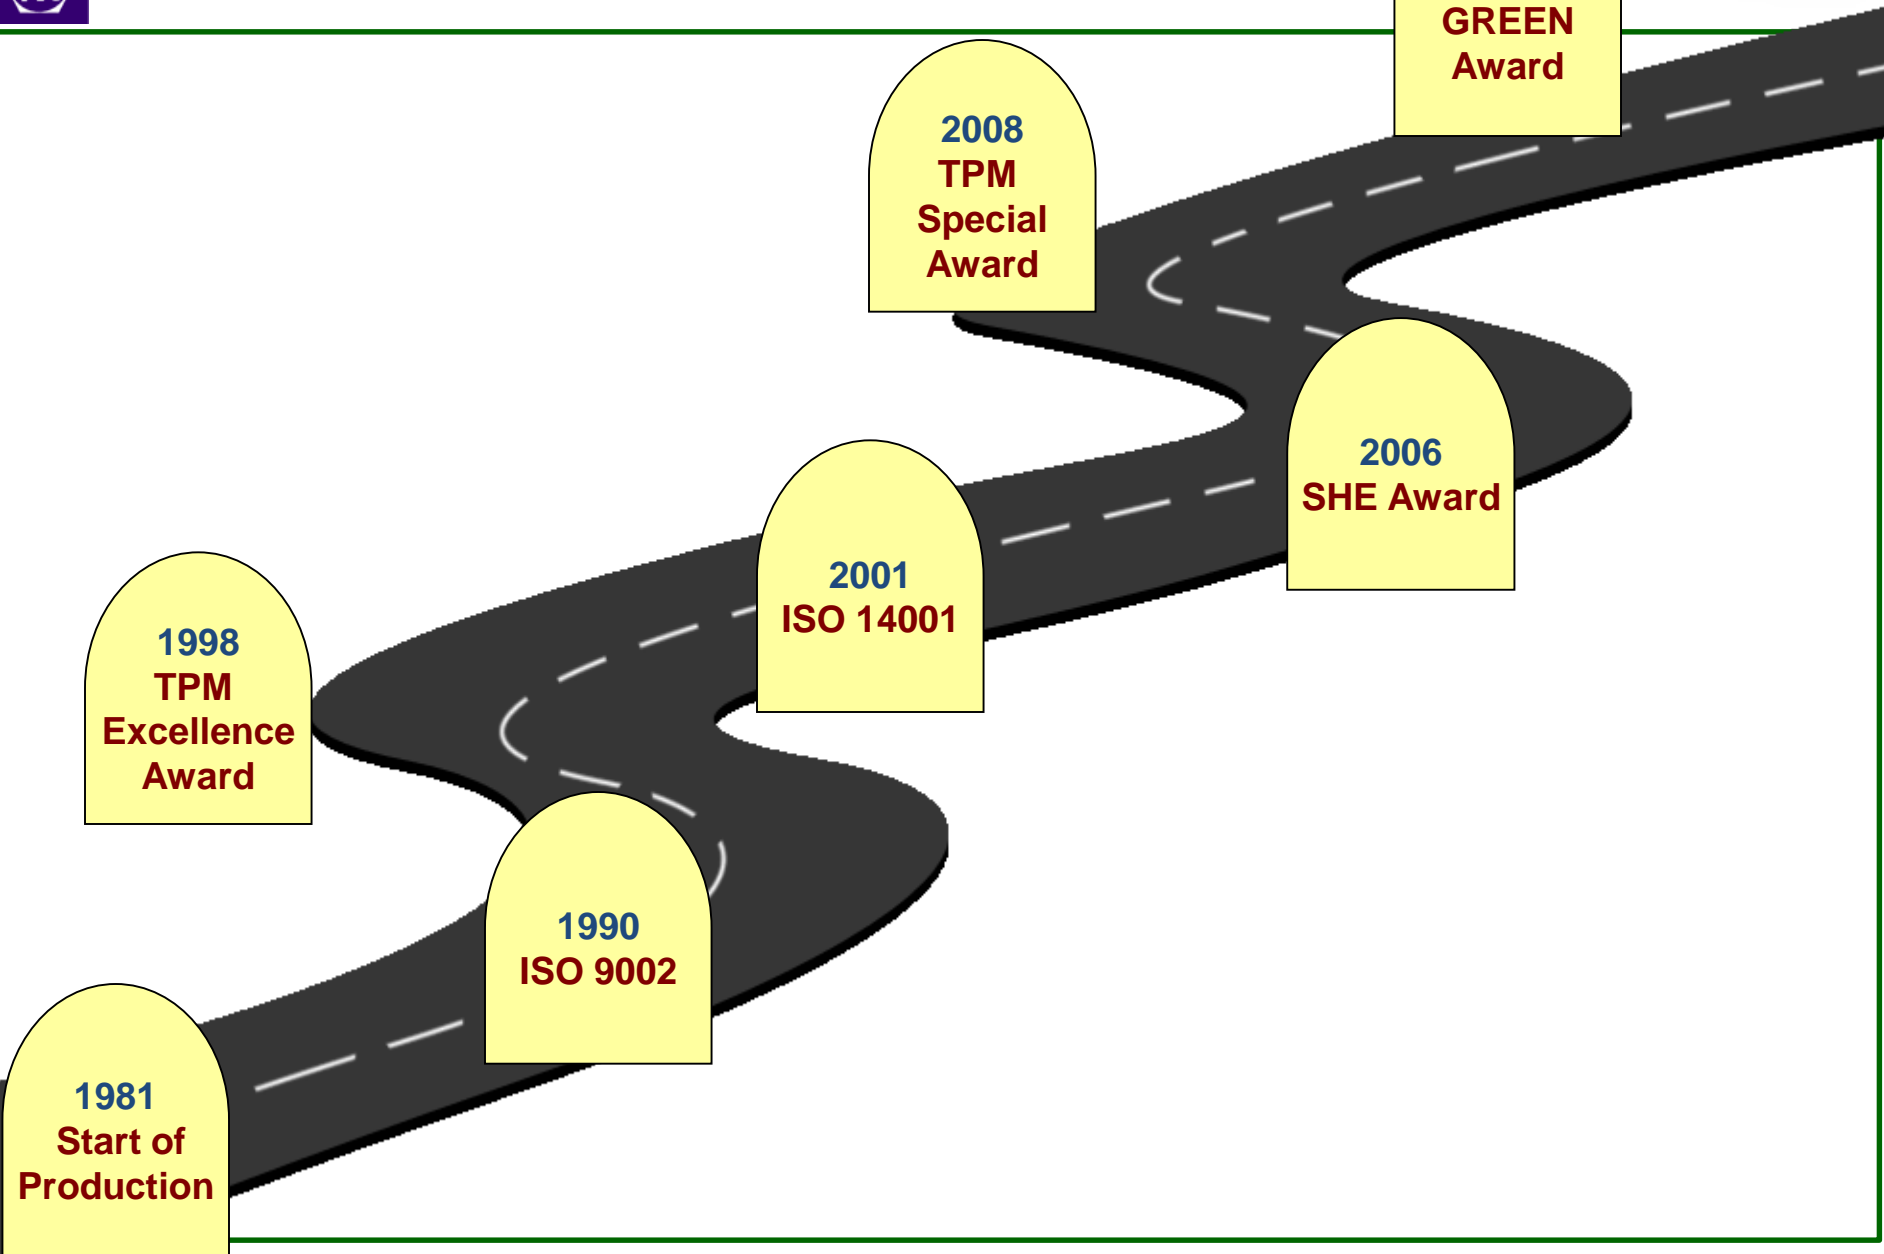 GREEN
Award
2008
TPM
Special
Award
2006
SHE Award
2001
ISO 14001
1998
TPM
Excellence
Award
1990
ISO 9002
1981
Start of
Production